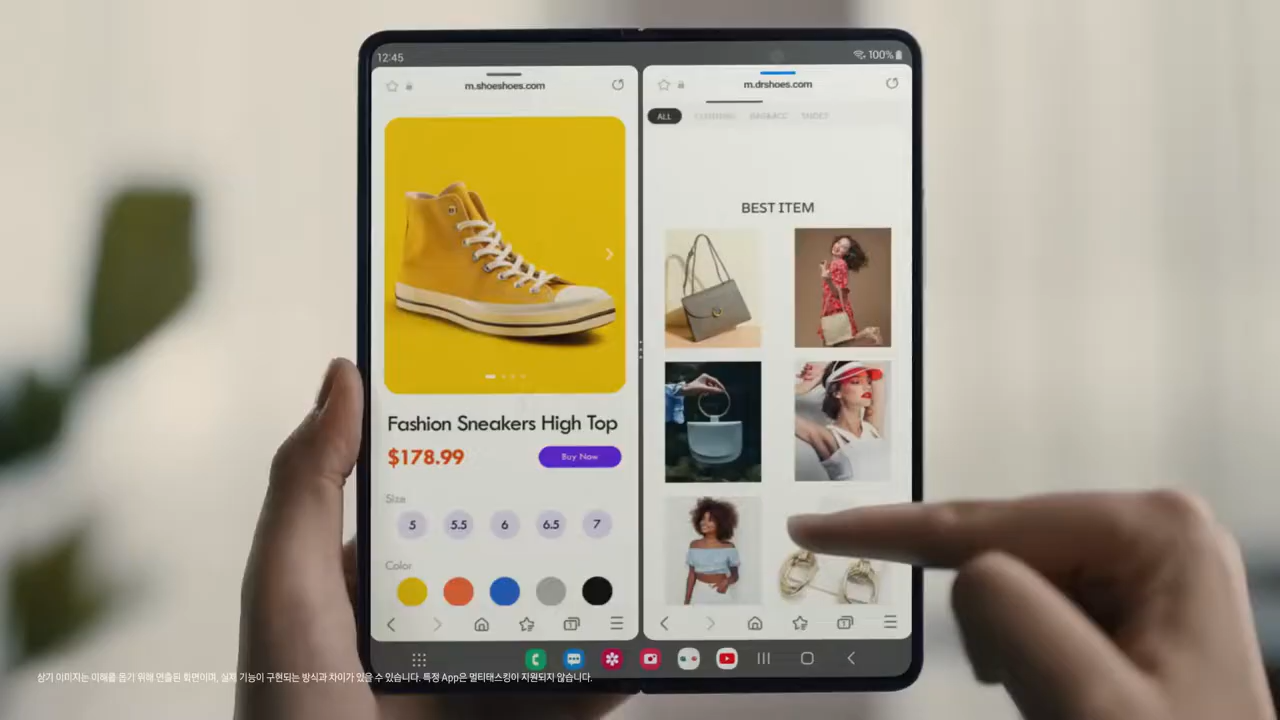 12:45
100%
m.shoeshoes.com
Fashion Sneakers High Top
$178.99
Buy Now
Size
5 5.5 6 6.5 7
Color
m.drshoes.com
ALL CLOTHING BAG&ACC SHOES
BEST ITEM
상기 이미지는 이해를 돕기 위해 연출된 화면이며, 실제 기능이 구현되는 방식과 차이가 있을 수 있습니다. 특정 App은 멀티태스킹이 지원되지 않습니다.